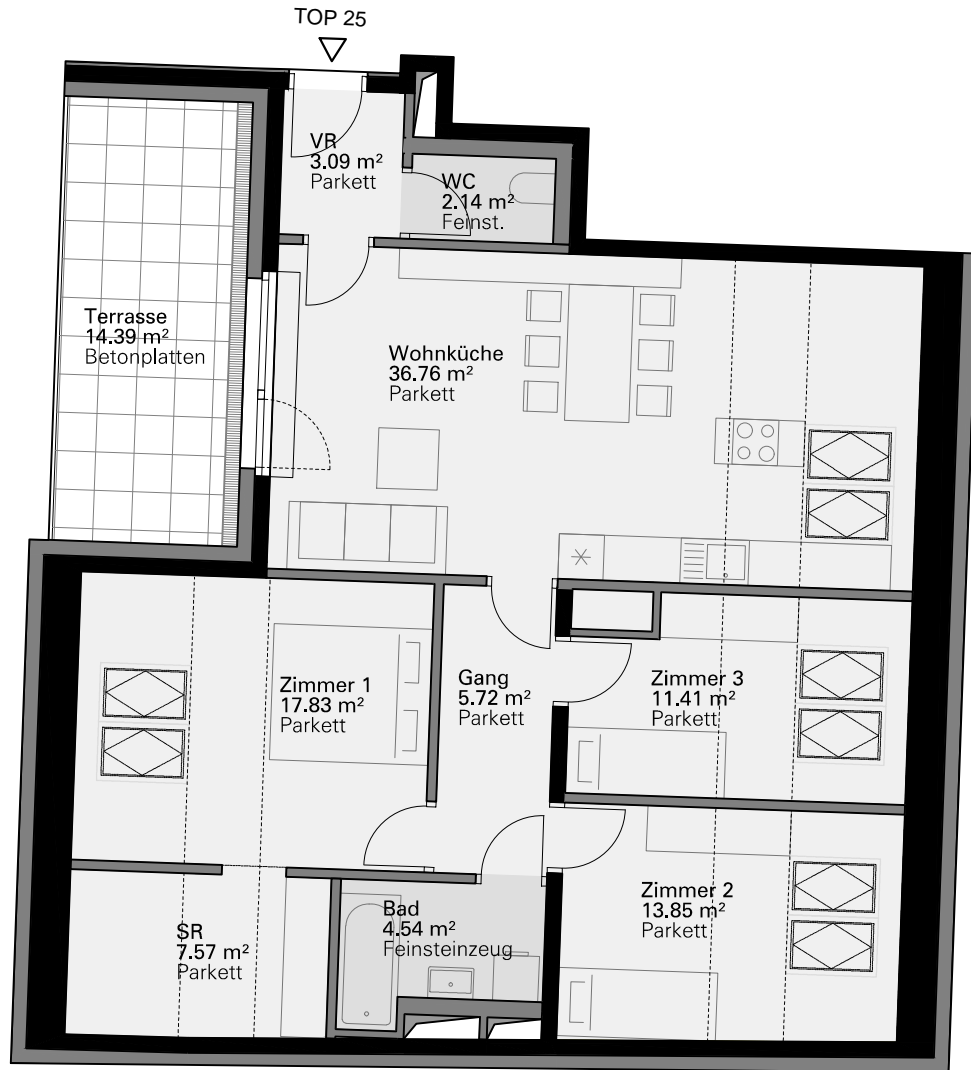 TOP 25
VR
3.09 m²
Parkett
WC
2.14 m²
Feinst.
Terrasse
14.39 m²
Betonplatten
Wohnküche
36.76 m²
Parkett
Zimmer 1
17.83 m²
Parkett
Gang
5.72 m²
Parkett
Zimmer 3
11.41 m²
Parkett
Zimmer 2
13.85 m²
Parkett
Bad
4.54 m²
Feinsteinzeug
SR
7.57 m²
Parkett